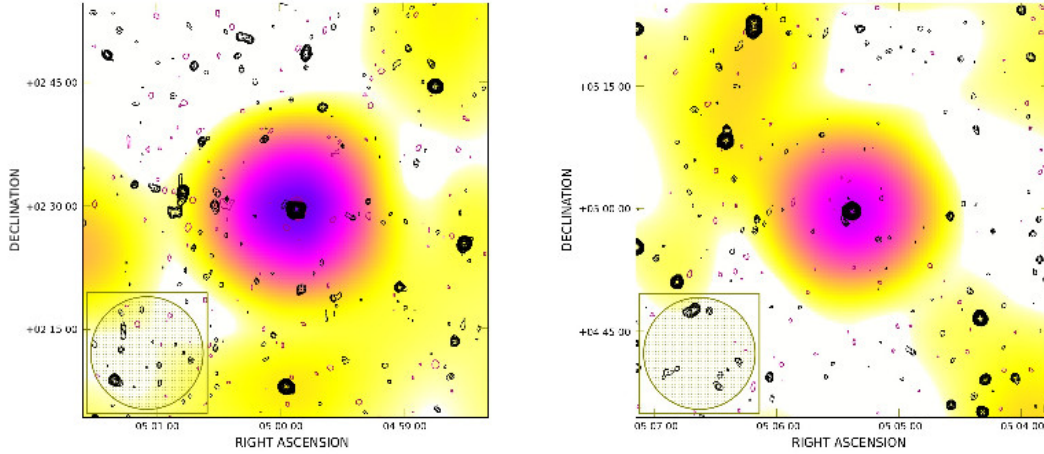 DECLINATION
+02 45 00
+02 30 00
+02 15 00
05 01 00
05 00 00
04 59 00
RIGHT ASCENSION
DECLINATION
+05 15 00
+05 00 00
+04 45 00
05 07 00
05 06 00
05 05 00
05 04 00
RIGHT ASCENSION